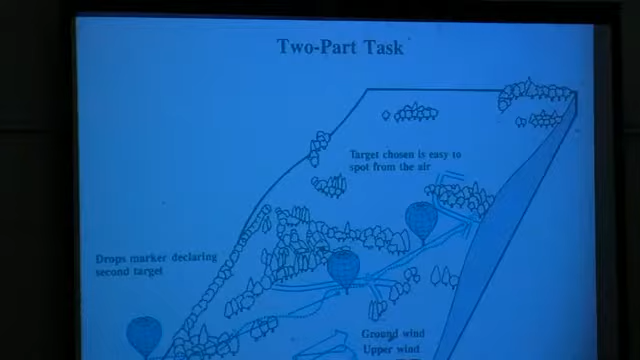 Two-Part Task
Target chosen is easy to
spot from the air
Drops marker declaring
second target
Ground wind
Upper wind